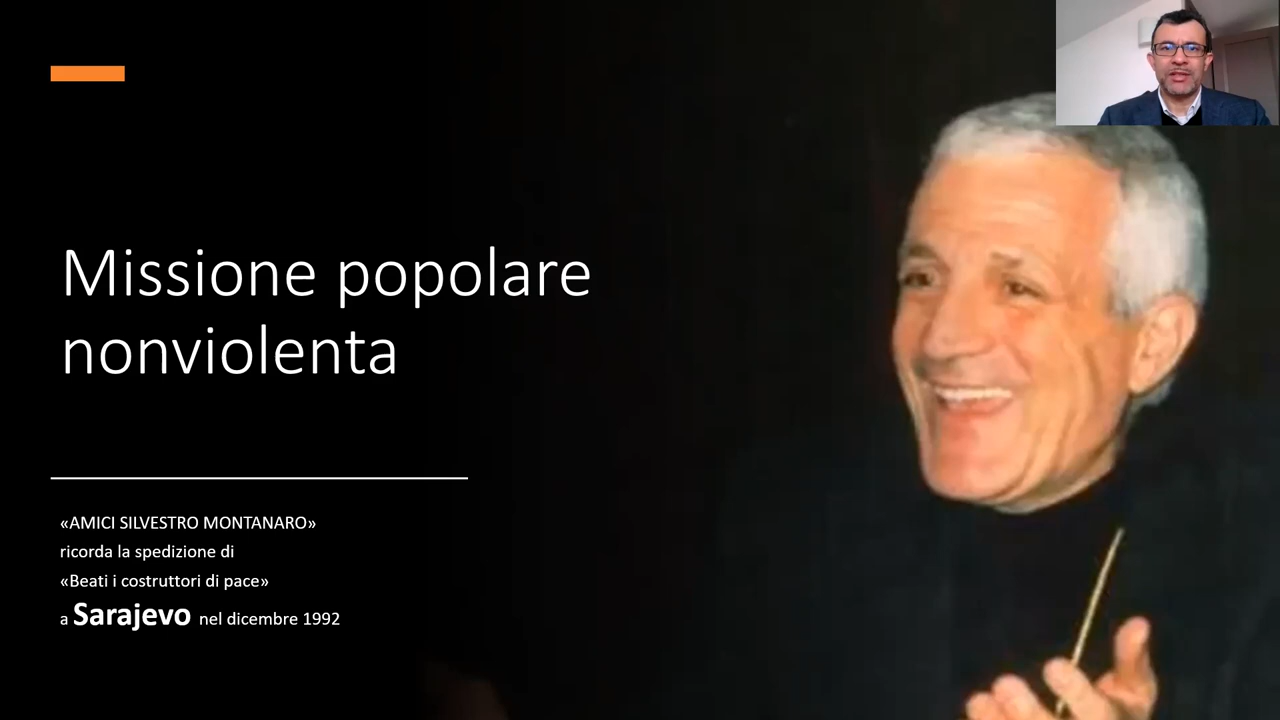 Missione popolare
nonviolenta
«AMICI SILVESTRO MONTANARO»
ricorda la spedizione di
«Beati i costruttori di pace»
a Sarajevo nel dicembre 1992